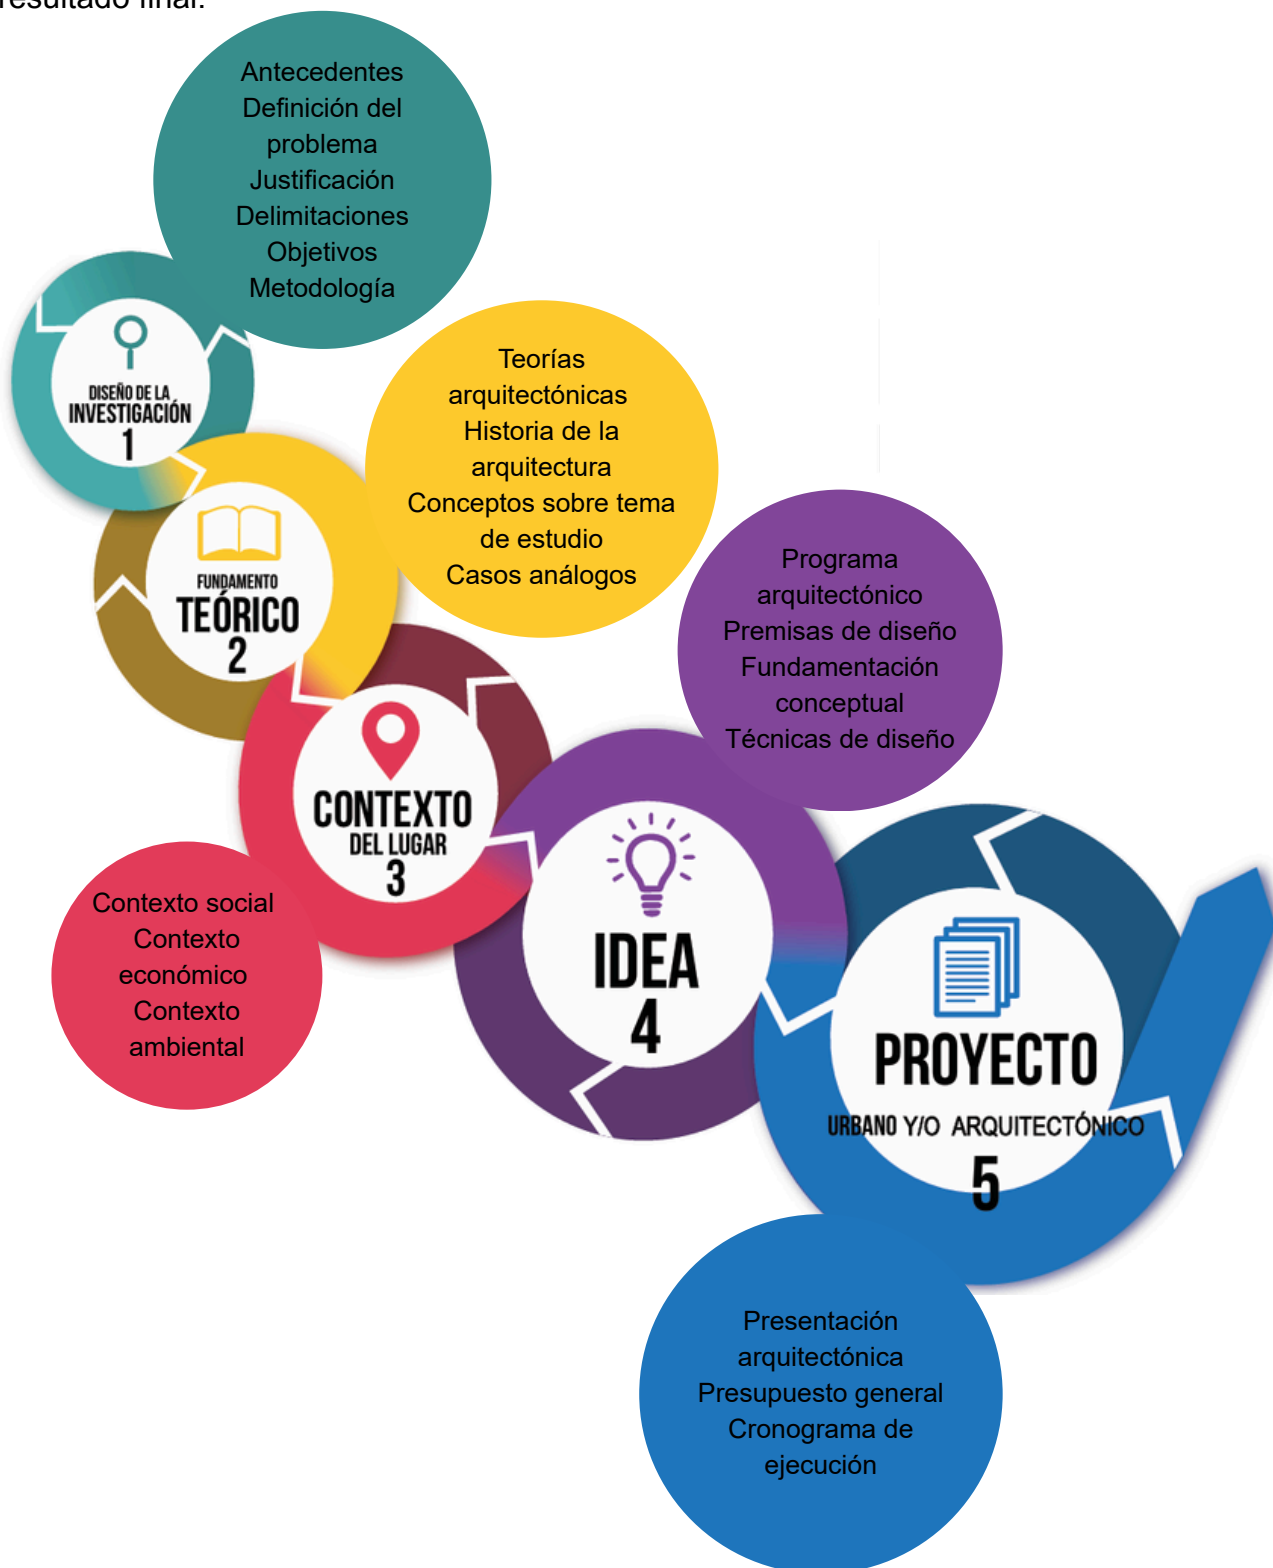 resultado final.
Antecedentes
Definición del
problema
Justificación
Delimitaciones
Objetivos
Metodología
DISEÑO DE LA
INVESTIGACIÓN
1
Teorías
arquitectónicas
Historia de la
arquitectura
Conceptos sobre tema
de estudio
Casos análogos
FUNDAMENTO
TEÓRICO
2
CONTEXTO
DEL LUGAR
3
Contexto social
Contexto
económico
Contexto
ambiental
Programa
arquitectónico
Premisas de diseño
Fundamentación
conceptual
Técnicas de diseño
IDEA
4
PROYECTO
URBANO Y/O ARQUITECTÓNICO
5
Presentación
arquitectónica
Presupuesto general
Cronograma de
ejecución